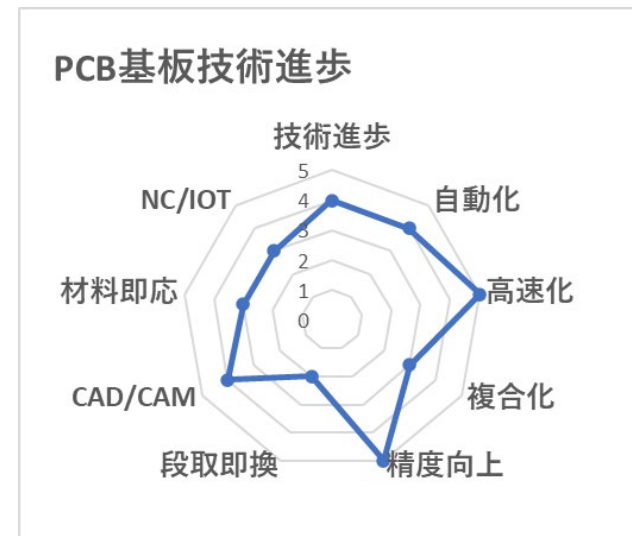 PCB基板技術進歩
技術進歩
自動化
高速化
複合化
精度向上
段取即換
CAD/CAM
材料即応
NC/IOT
5
4
3
2
1
0